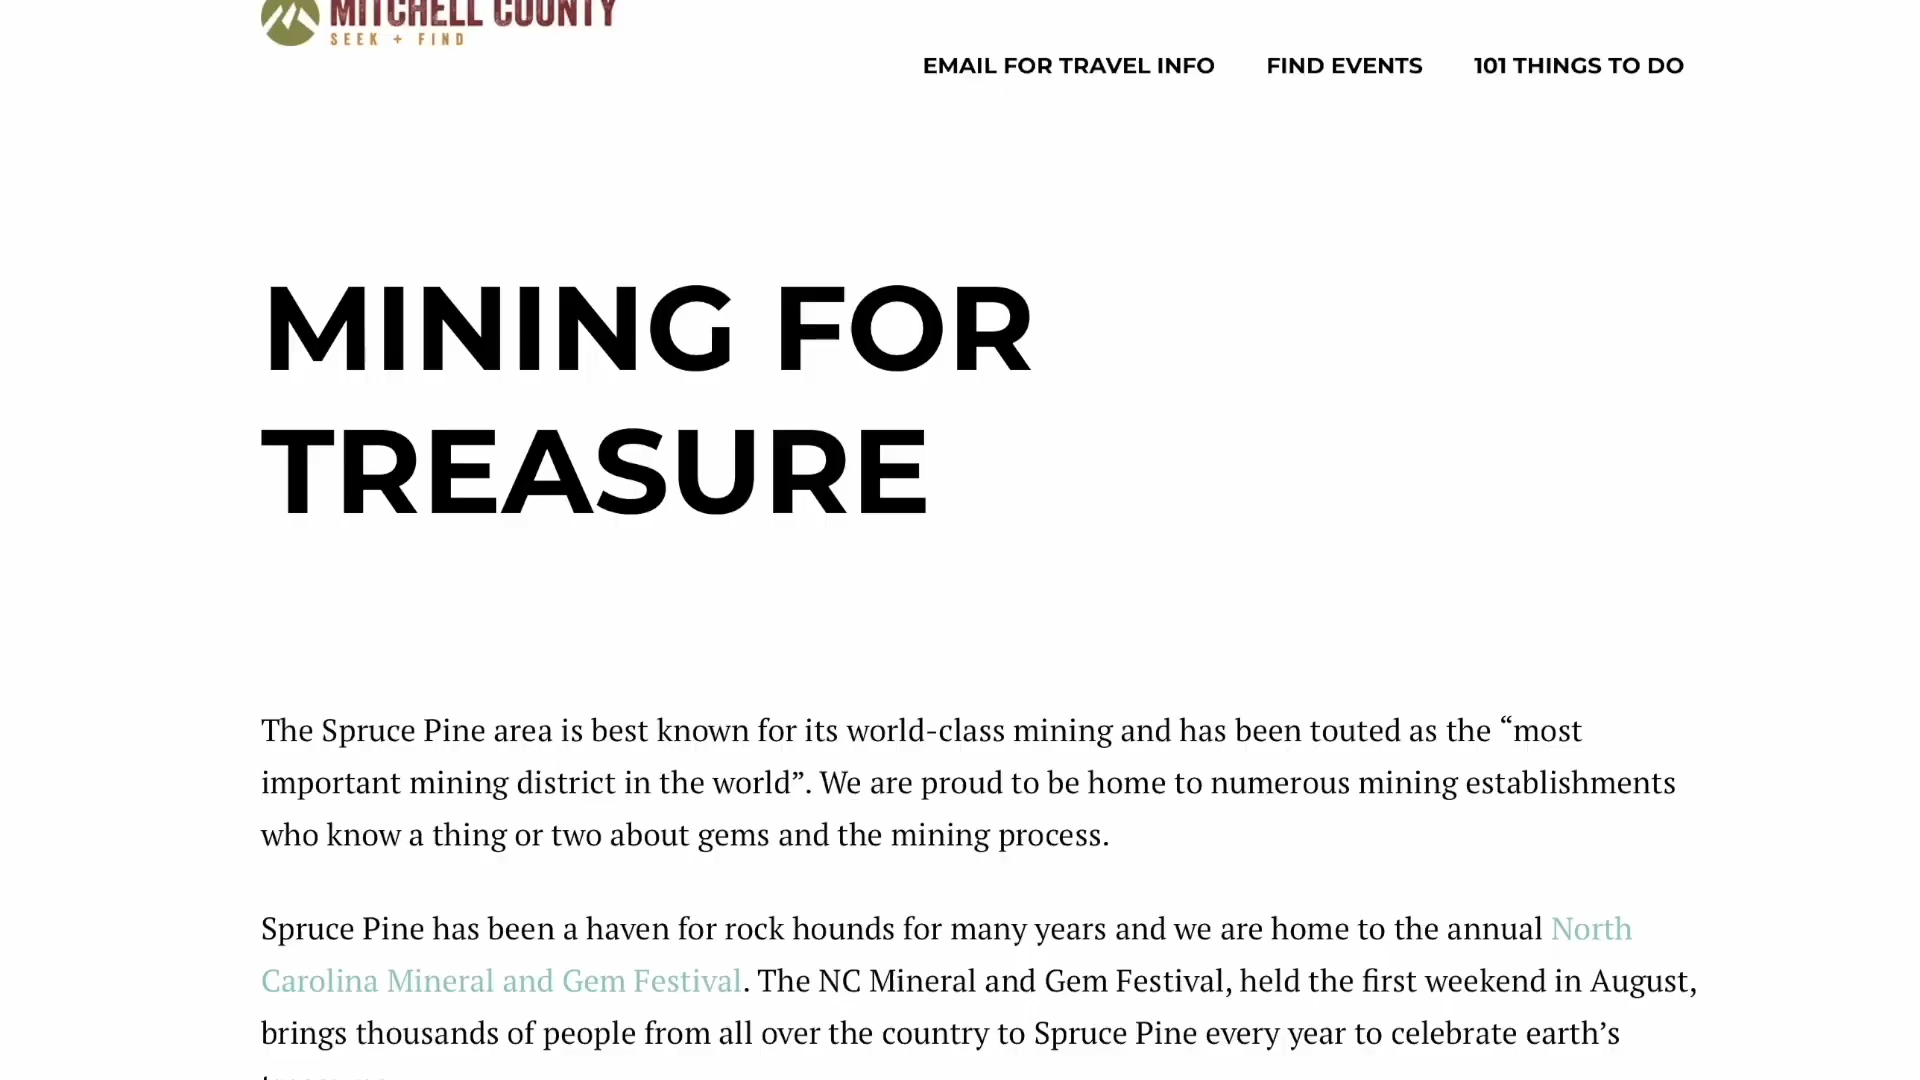 MITCHELL COUNTY
SEEK + FIND
EMAIL FOR TRAVEL INFO FIND EVENTS 101 THINGS TO DO
MINING FOR
TREASURE
The Spruce Pine area is best known for its world-class mining and has been touted as the “most
important mining district in the world”. We are proud to be home to numerous mining establishments
who know a thing or two about gems and the mining process.
Spruce Pine has been a haven for rock hounds for many years and we are home to the annual North
Carolina Mineral and Gem Festival. The NC Mineral and Gem Festival, held the first weekend in August,
brings thousands of people from all over the country to Spruce Pine every year to celebrate earth’s